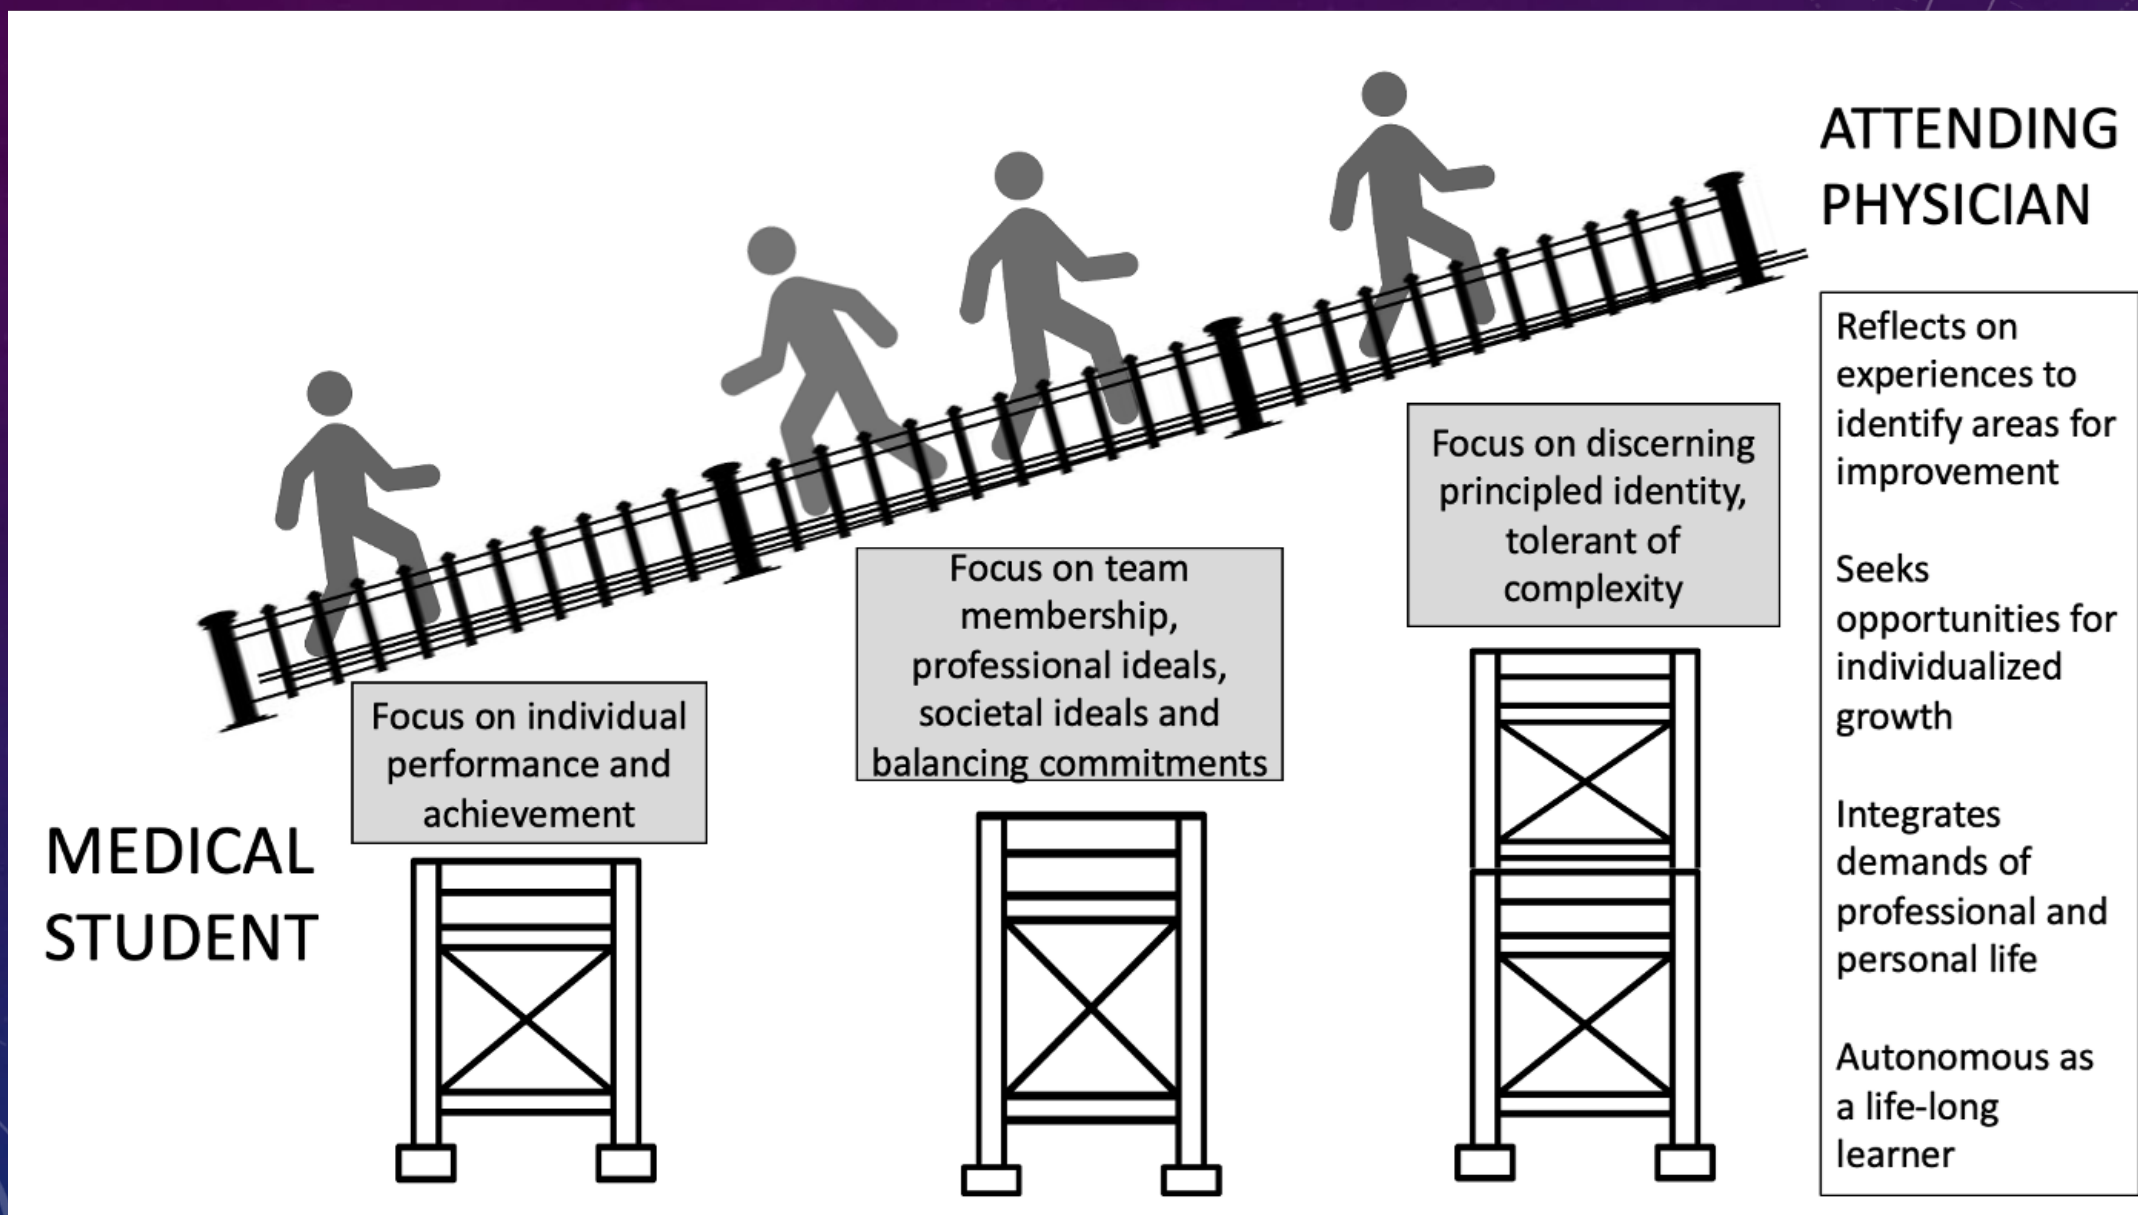 MEDICAL
STUDENT
Focus on individual
performance and
achievement
Focus on team
membership,
professional ideals,
societal ideals and
balancing commitments
Focus on discerning
principled identity,
tolerant of
complexity
ATTENDING
PHYSICIAN
Reflects on
experiences to
identify areas for
improvement
Seeks
opportunities for
individualized
growth
Integrates
demands of
professional and
personal life
Autonomous as
a life-long
learner